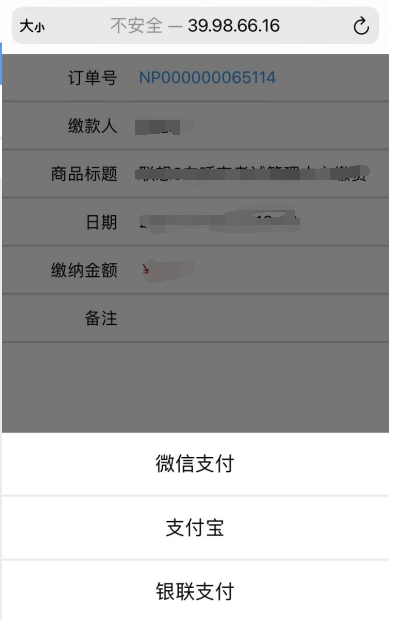 大小 不安全 — 39.98.66.16
订单号 NP000000065114
缴款人
商品标题
日期
缴纳金额 ¥
备注
微信支付
支付宝
银联支付